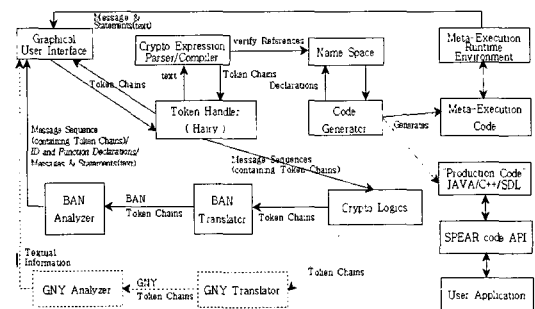 Message &
Statements(text)
Graphical
User Interface
Crypto Expression
Parser/Compiler
verify References
Name Space
Meta-Execution
Runtime
Environment
Token Chains
text
Token Chains
Declarations
Token Handler
( Hairy )
Code
Generator
Generates
Meta-Execution
Code
Message Sequence
(containing Token Chains)/
ID and Function Declarations/
Messages & Statements(text)
Message Sequences
(containing Token Chains)
"Production Code"
JAVA/C++/SDL
BAN
Analyzer
BAN
Token Chains
BAN
Translator
Token Chains
Crypto Logics
SPEAR code API
Textual
Information
GNY Analyzer
GNY
Token Chains
GNY Translator
Token Chains
User Application